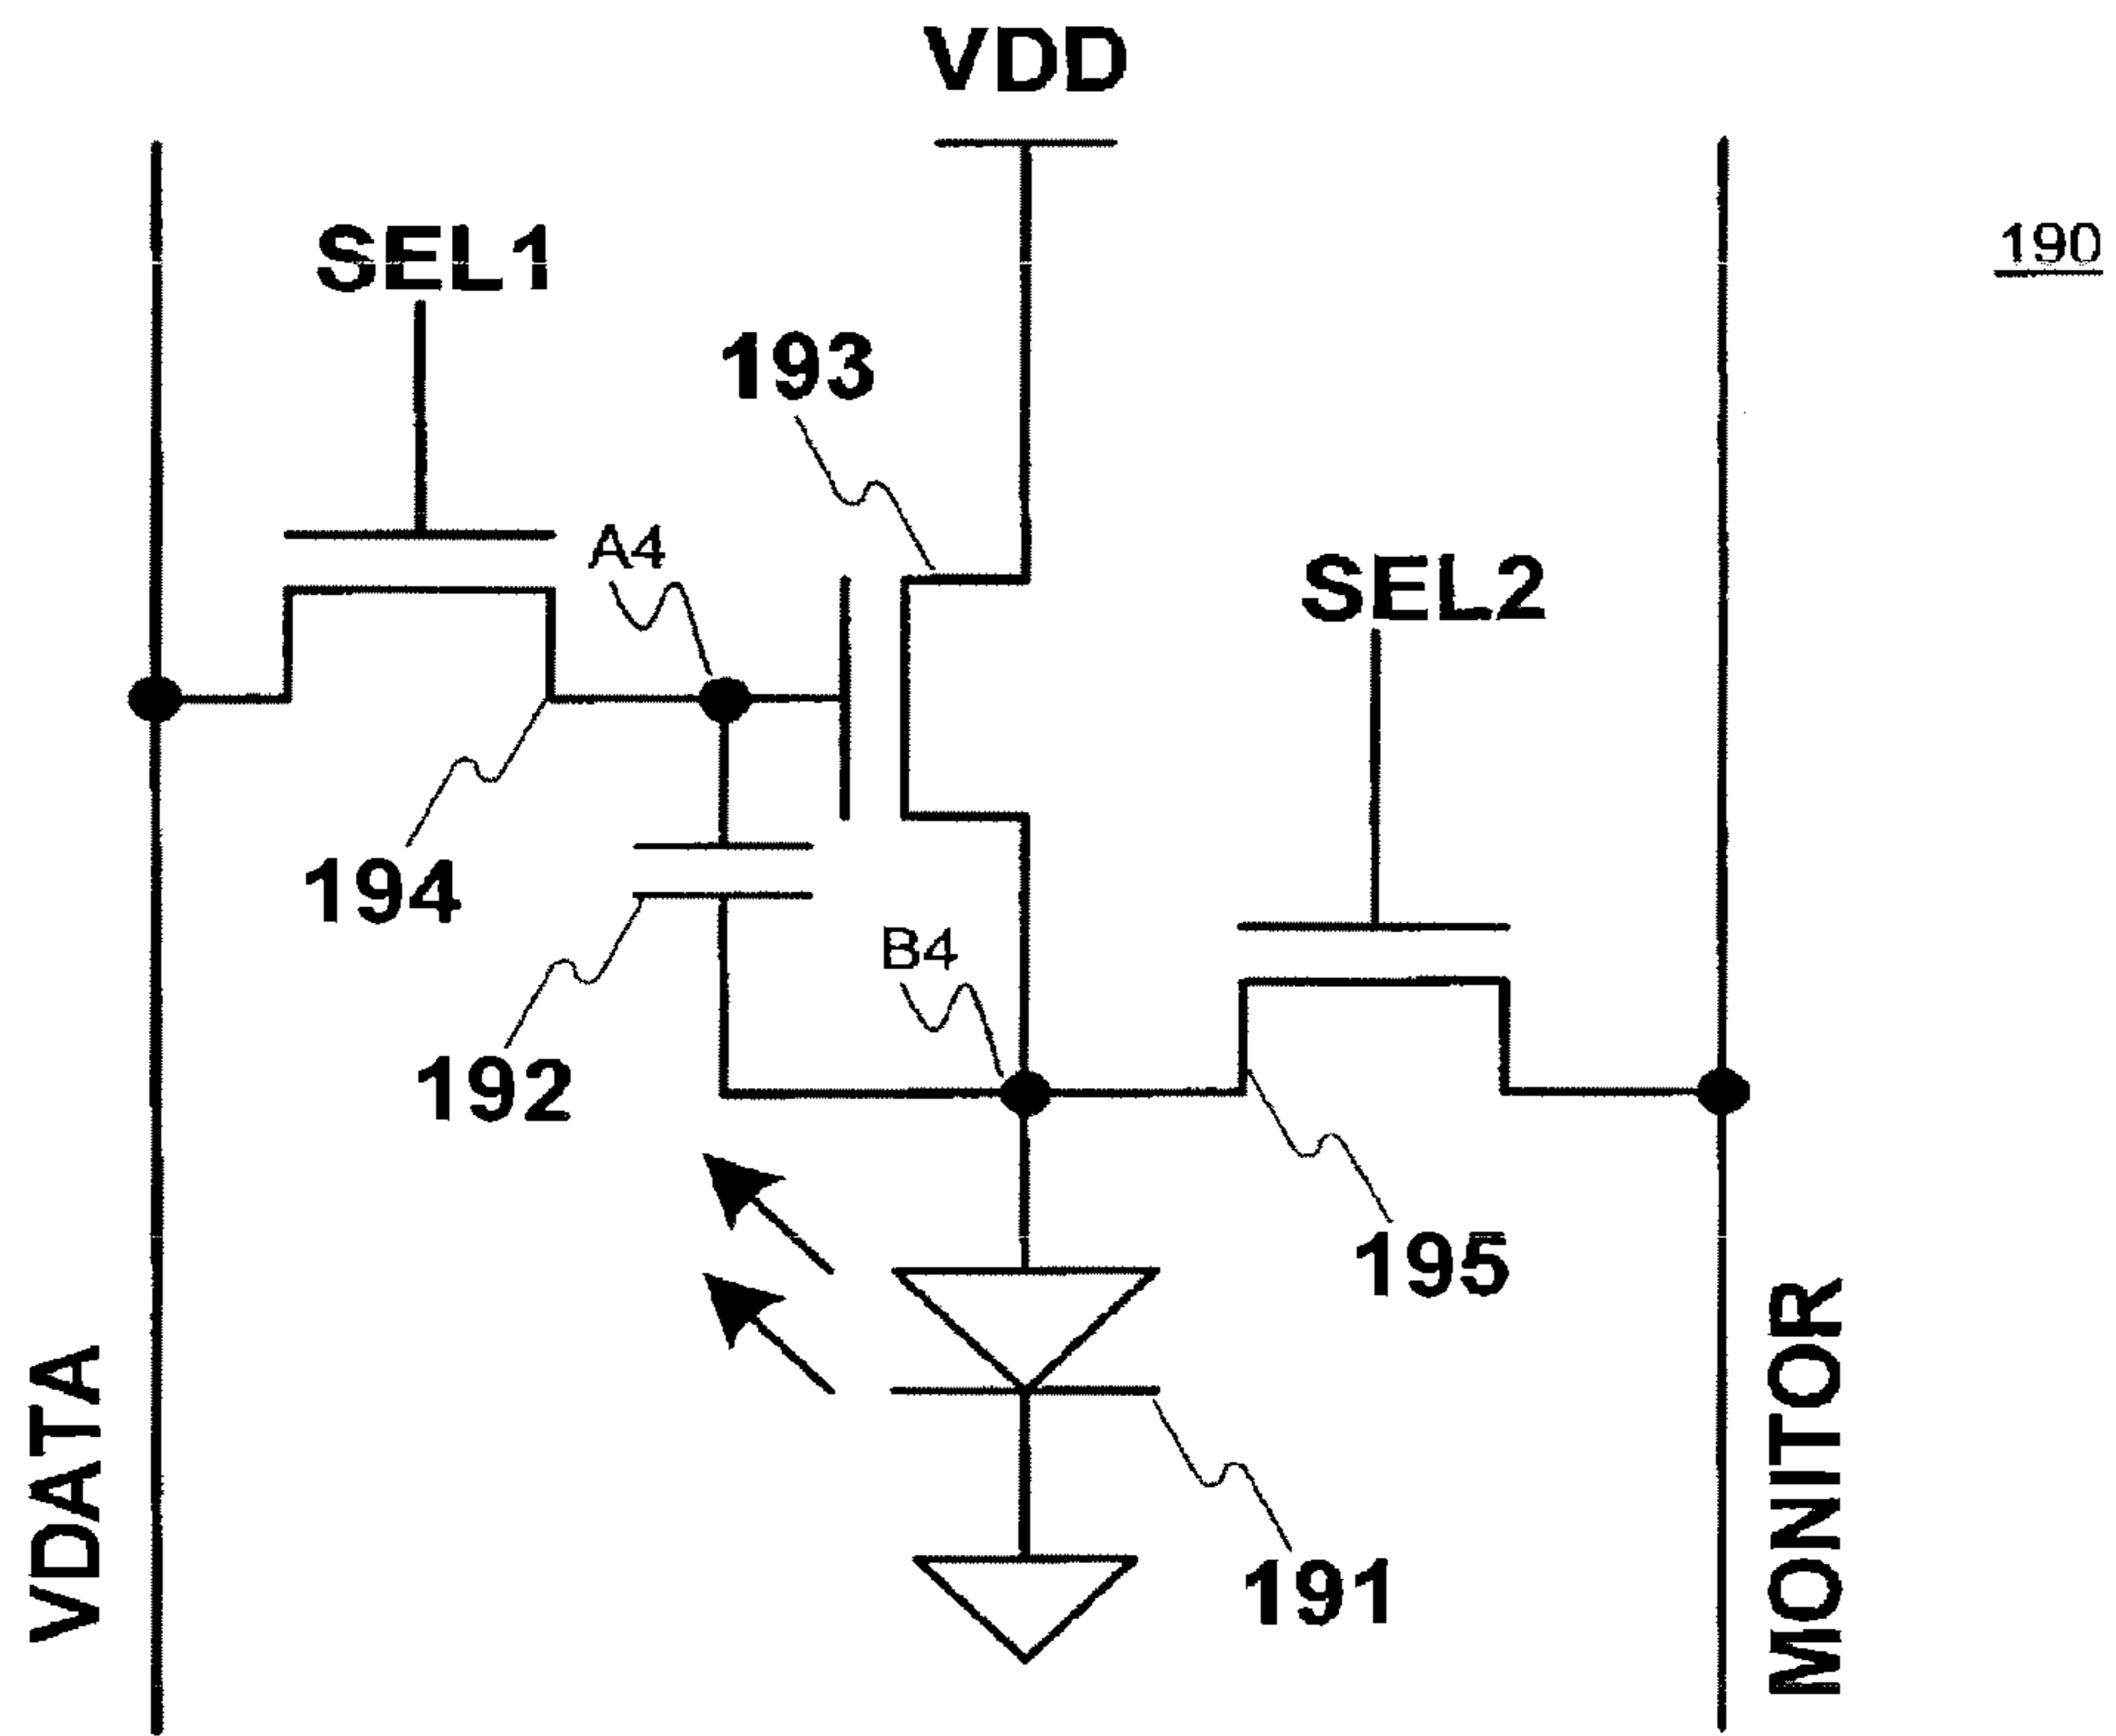 VDD
SEL1
190
193
A4
SEL2
194
B4
192
195
191
VDATA
MONITOR